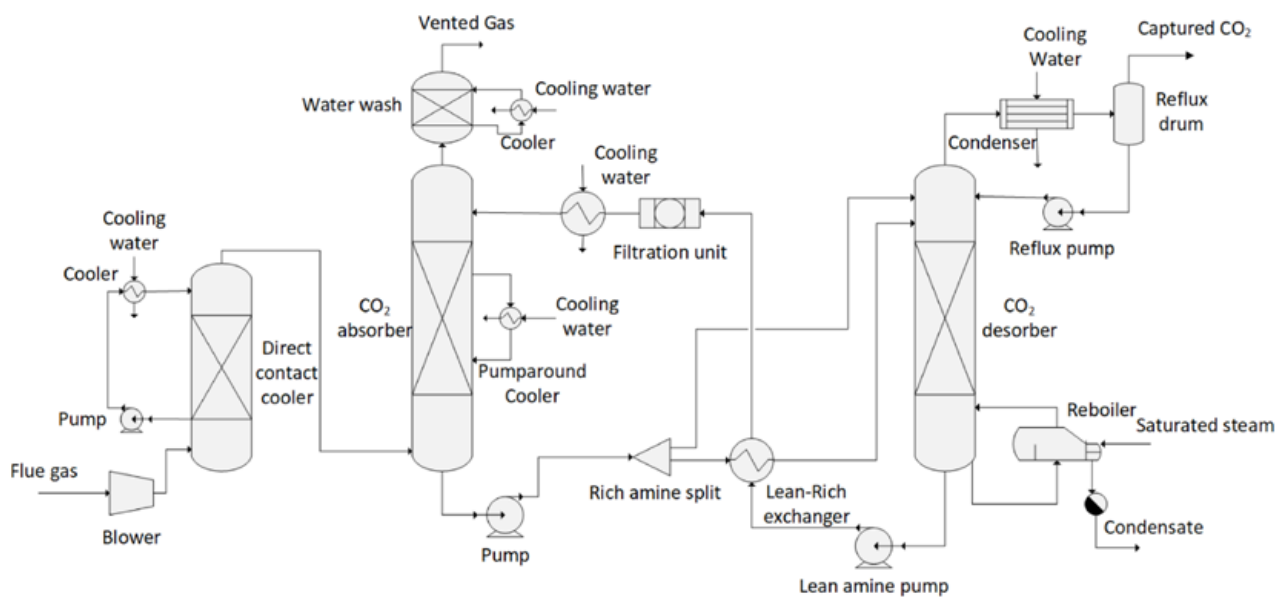 Vented Gas
Water wash
Cooling water
Cooler
Cooling
water
Filtration unit
Cooling
Water
Captured CO₂
Condenser
Reflux
drum
Reflux pump
Cooling
water
Cooler
Direct
contact
cooler
Pump
Flue gas
Blower
CO₂
absorber
Cooling
water
Pumparound
Cooler
Pump
Rich amine split
Lean-Rich
exchanger
Lean amine pump
CO₂
desorber
Reboiler
Saturated steam
Condensate